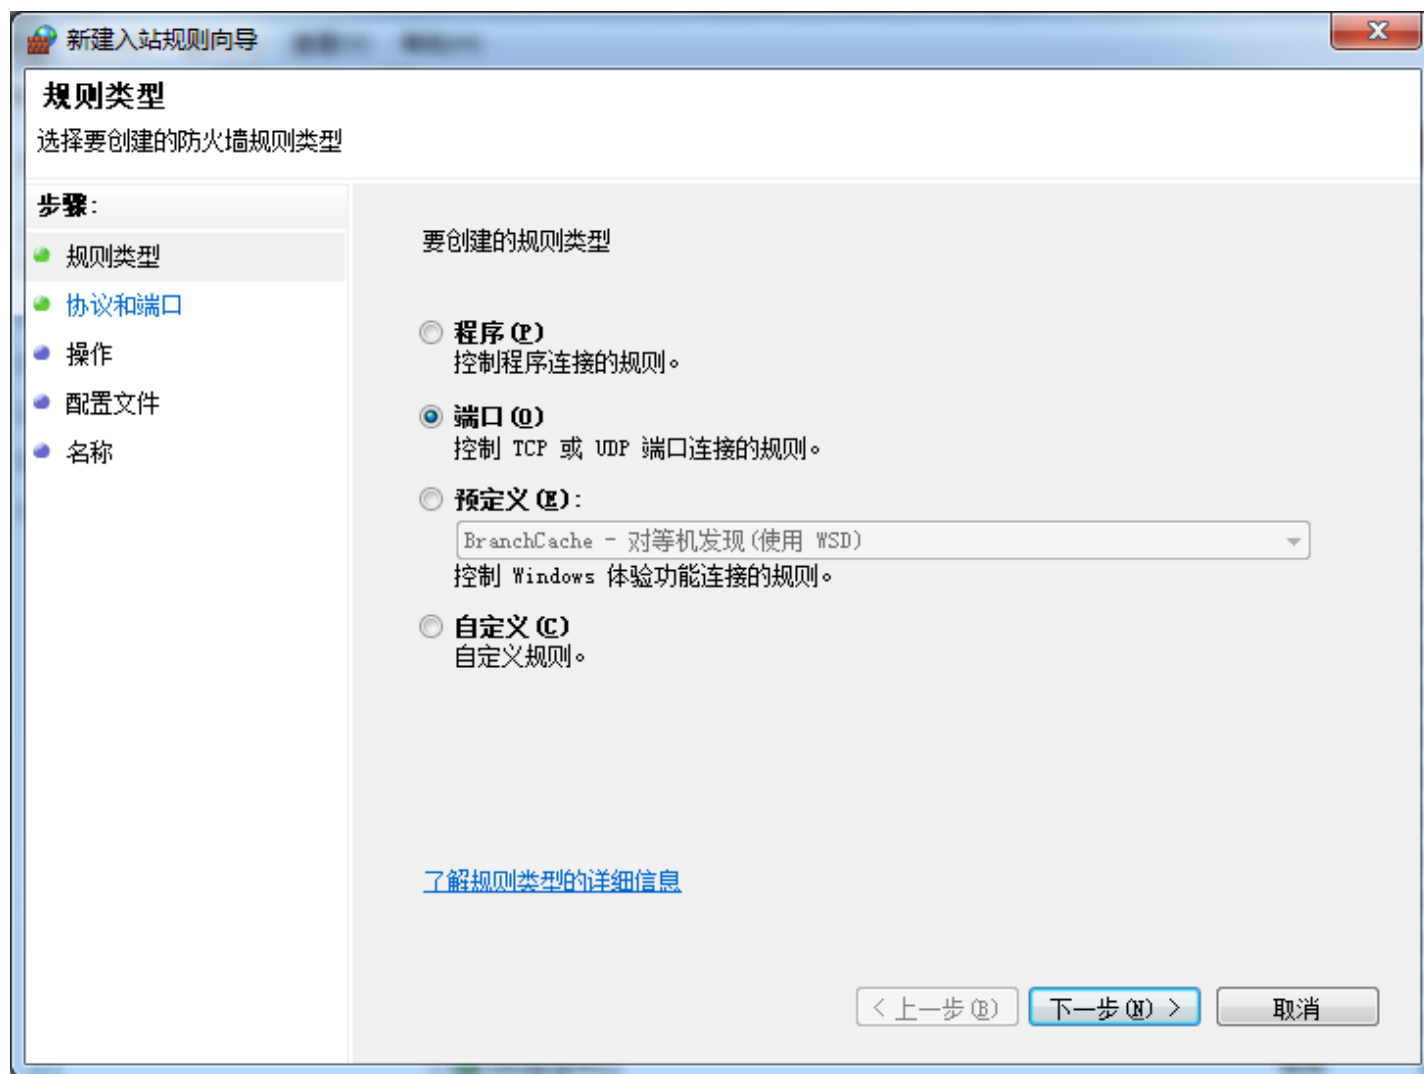 新建入站规则向导
规则类型
选择要创建的防火墙规则类型
步骤:
规则类型
协议和端口
操作
配置文件
名称
要创建的规则类型
程序(P)
控制程序连接的规则。
端口(O)
控制 TCP 或 UDP 端口连接的规则。
预定义(E):
BranchCache - 对等机发现(使用 WSD)
控制 Windows 体验功能连接的规则。
自定义(C)
自定义规则。
了解规则类型的详细信息
< 上一步(B)
下一步(N) >
取消